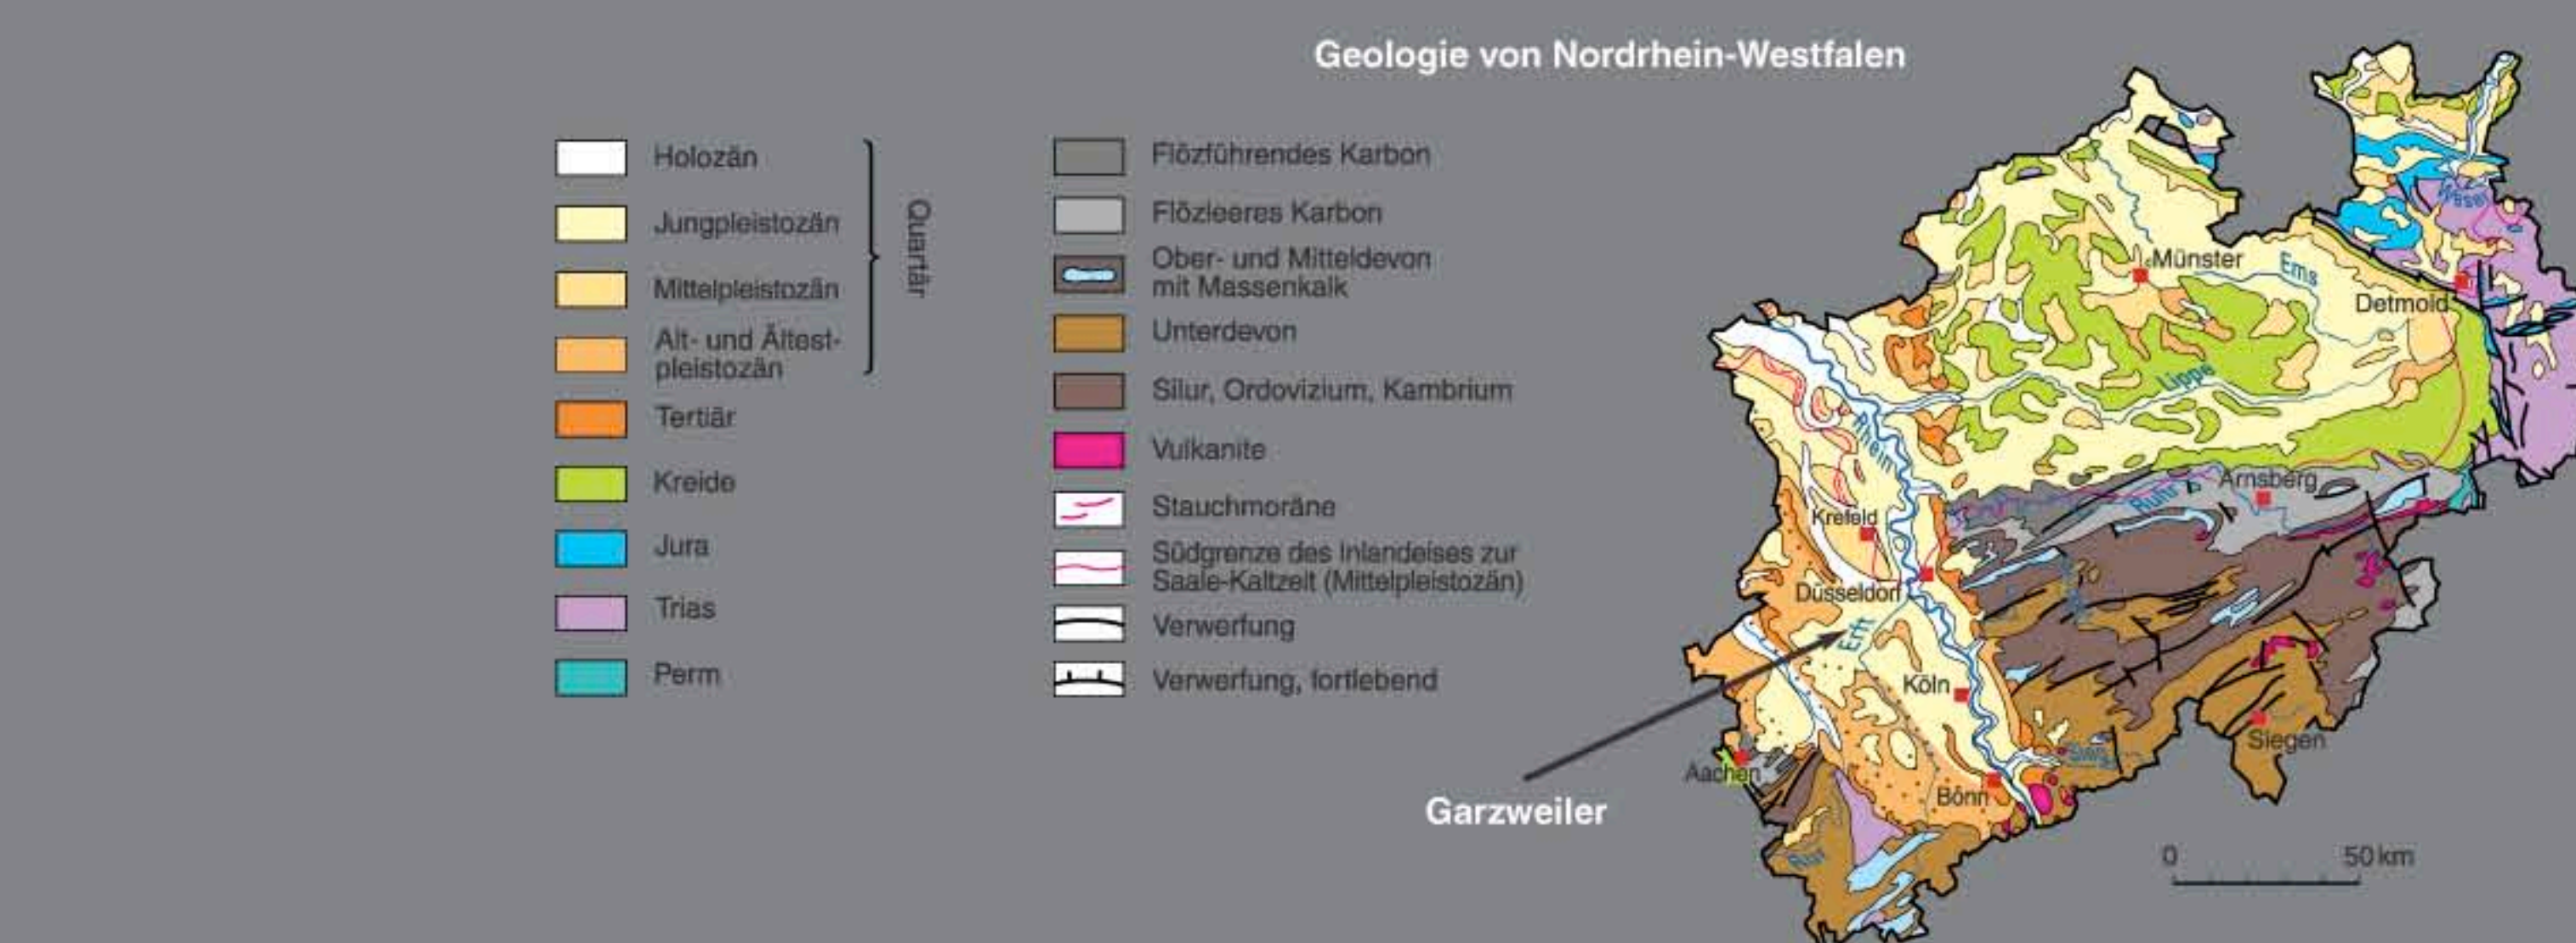 Geologie von Nordrhein-Westfalen
Holozän
Jungpleistozän
Mittelpleistozän
Alt- und Ältest-
pleistozän
Quartär
Tertiär
Kreide
Jura
Trias
Perm
Flözführendes Karbon
Flözleeres Karbon
Ober- und Mitteldevon
mit Massenkalk
Unterdevon
Silur, Ordovizium, Kambrium
Vulkanite
Stauchmoräne
Südgrenze des Inlandeises zur
Saale-Kaltzeit (Mittelpleistozän)
Verwerfung
Verwerfung, fortlebend
Weser
Münster
Ems
Detmold
Lippe
Rhein
Arnsberg
Ruhr
Krefeld
Düsseldorf
Erft
Köln
Siegen
Sieg
Aachen
Bonn
Garzweiler
Rur
0 50 km